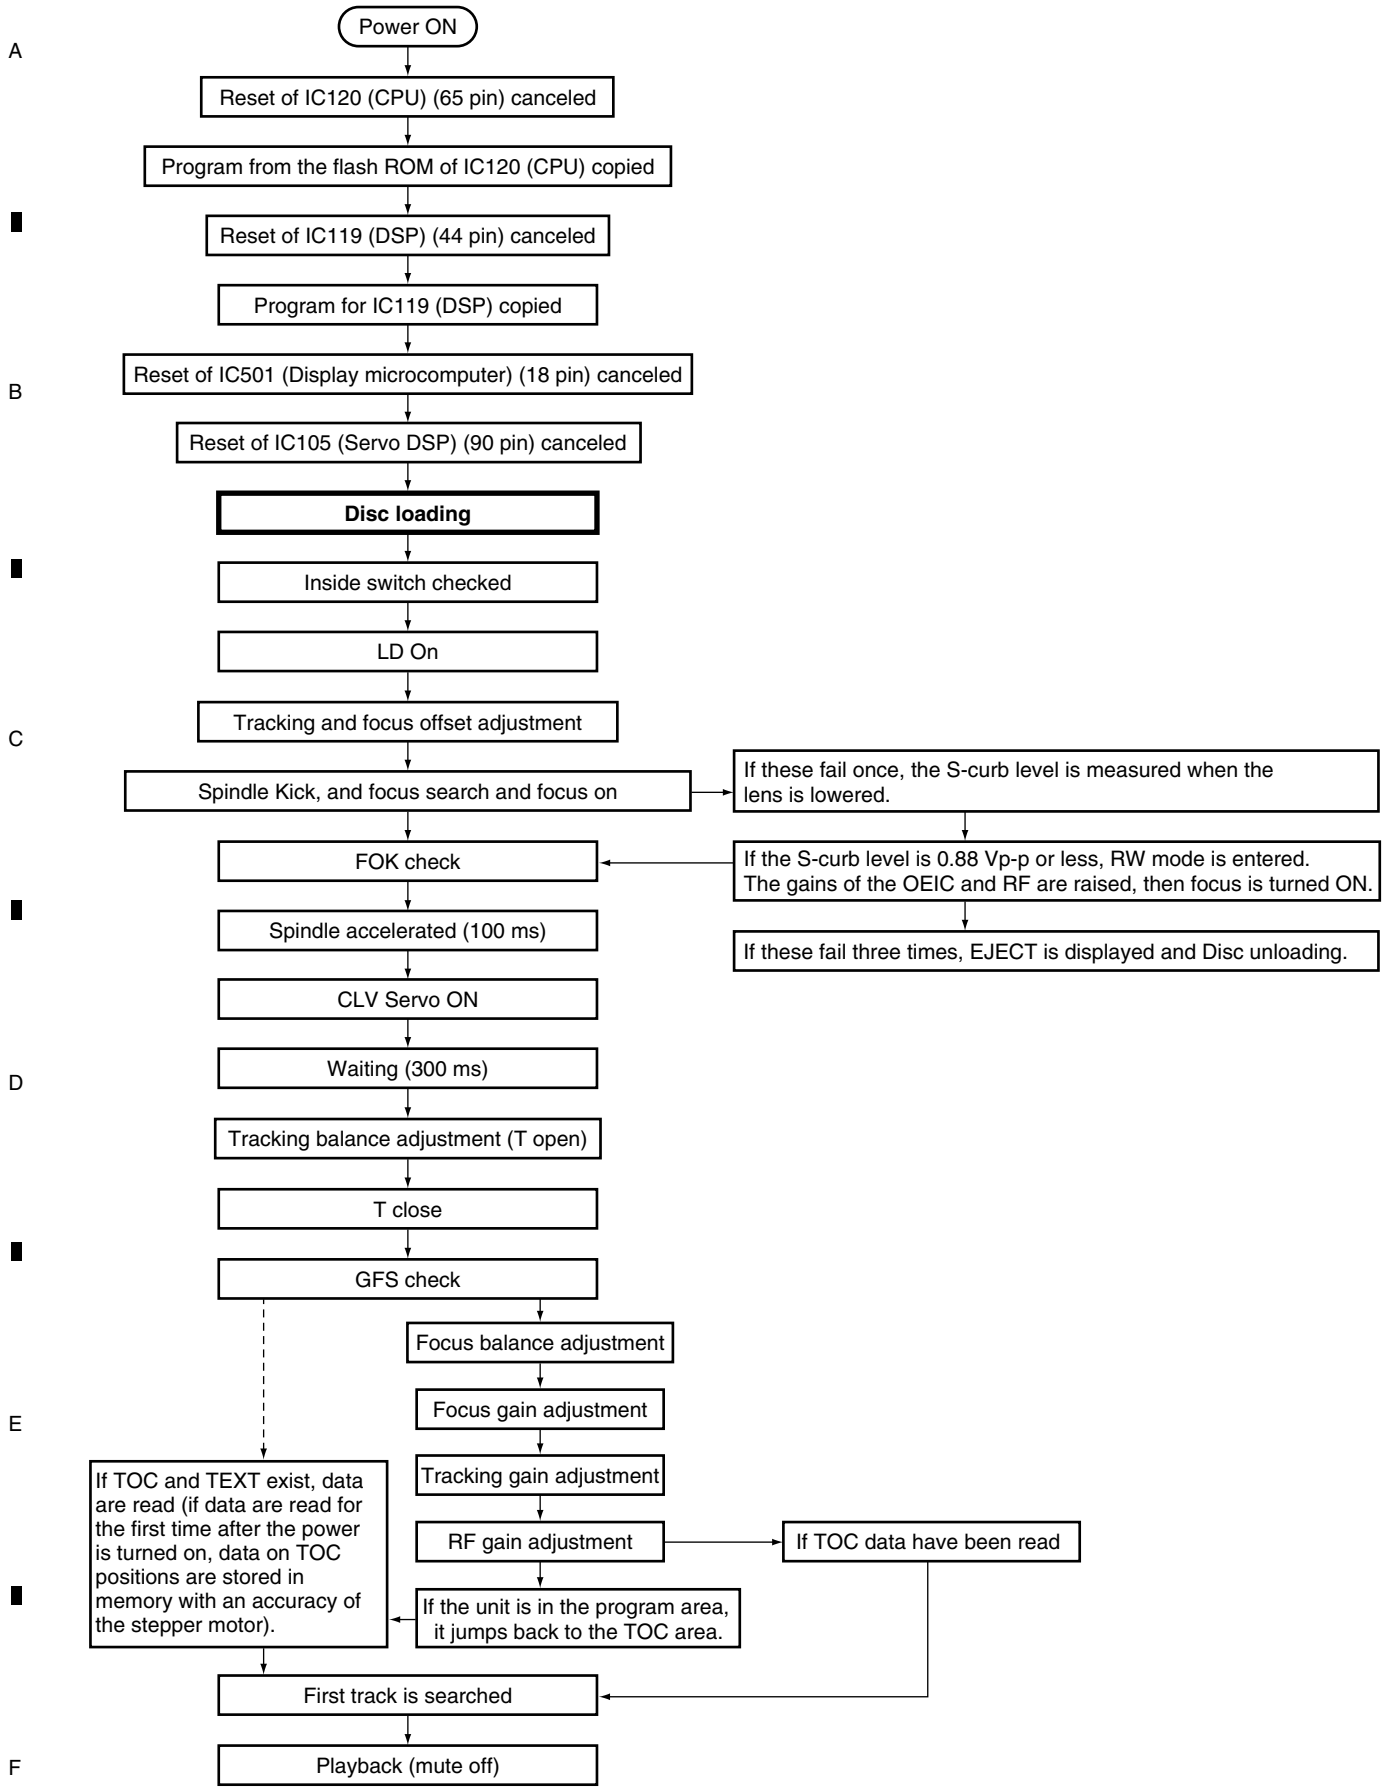 Power ON
A
Reset of IC120 (CPU) (65 pin) canceled
Program from the flash ROM of IC120 (CPU) copied
Reset of IC119 (DSP) (44 pin) canceled
Program for IC119 (DSP) copied
Reset of IC501 (Display microcomputer) (18 pin) canceled
B
Reset of IC105 (Servo DSP) (90 pin) canceled
Disc loading
Inside switch checked
LD On
Tracking and focus offset adjustment
C
Spindle Kick, and focus search and focus on
If these fail once, the S-curb level is measured when the
lens is lowered.
FOK check
If the S-curb level is 0.88 Vp-p or less, RW mode is entered.
The gains of the OEIC and RF are raised, then focus is turned ON.
Spindle accelerated (100 ms)
If these fail three times, EJECT is displayed and Disc unloading.
CLV Servo ON
Waiting (300 ms)
D
Tracking balance adjustment (T open)
T close
GFS check
Focus balance adjustment
Focus gain adjustment
E
Tracking gain adjustment
If TOC and TEXT exist, data
are read (if data are read for
the first time after the power
is turned on, data on TOC
positions are stored in
memory with an accuracy of
the stepper motor).
RF gain adjustment
If TOC data have been read
If the unit is in the program area,
it jumps back to the TOC area.
First track is searched
Playback (mute off)
F